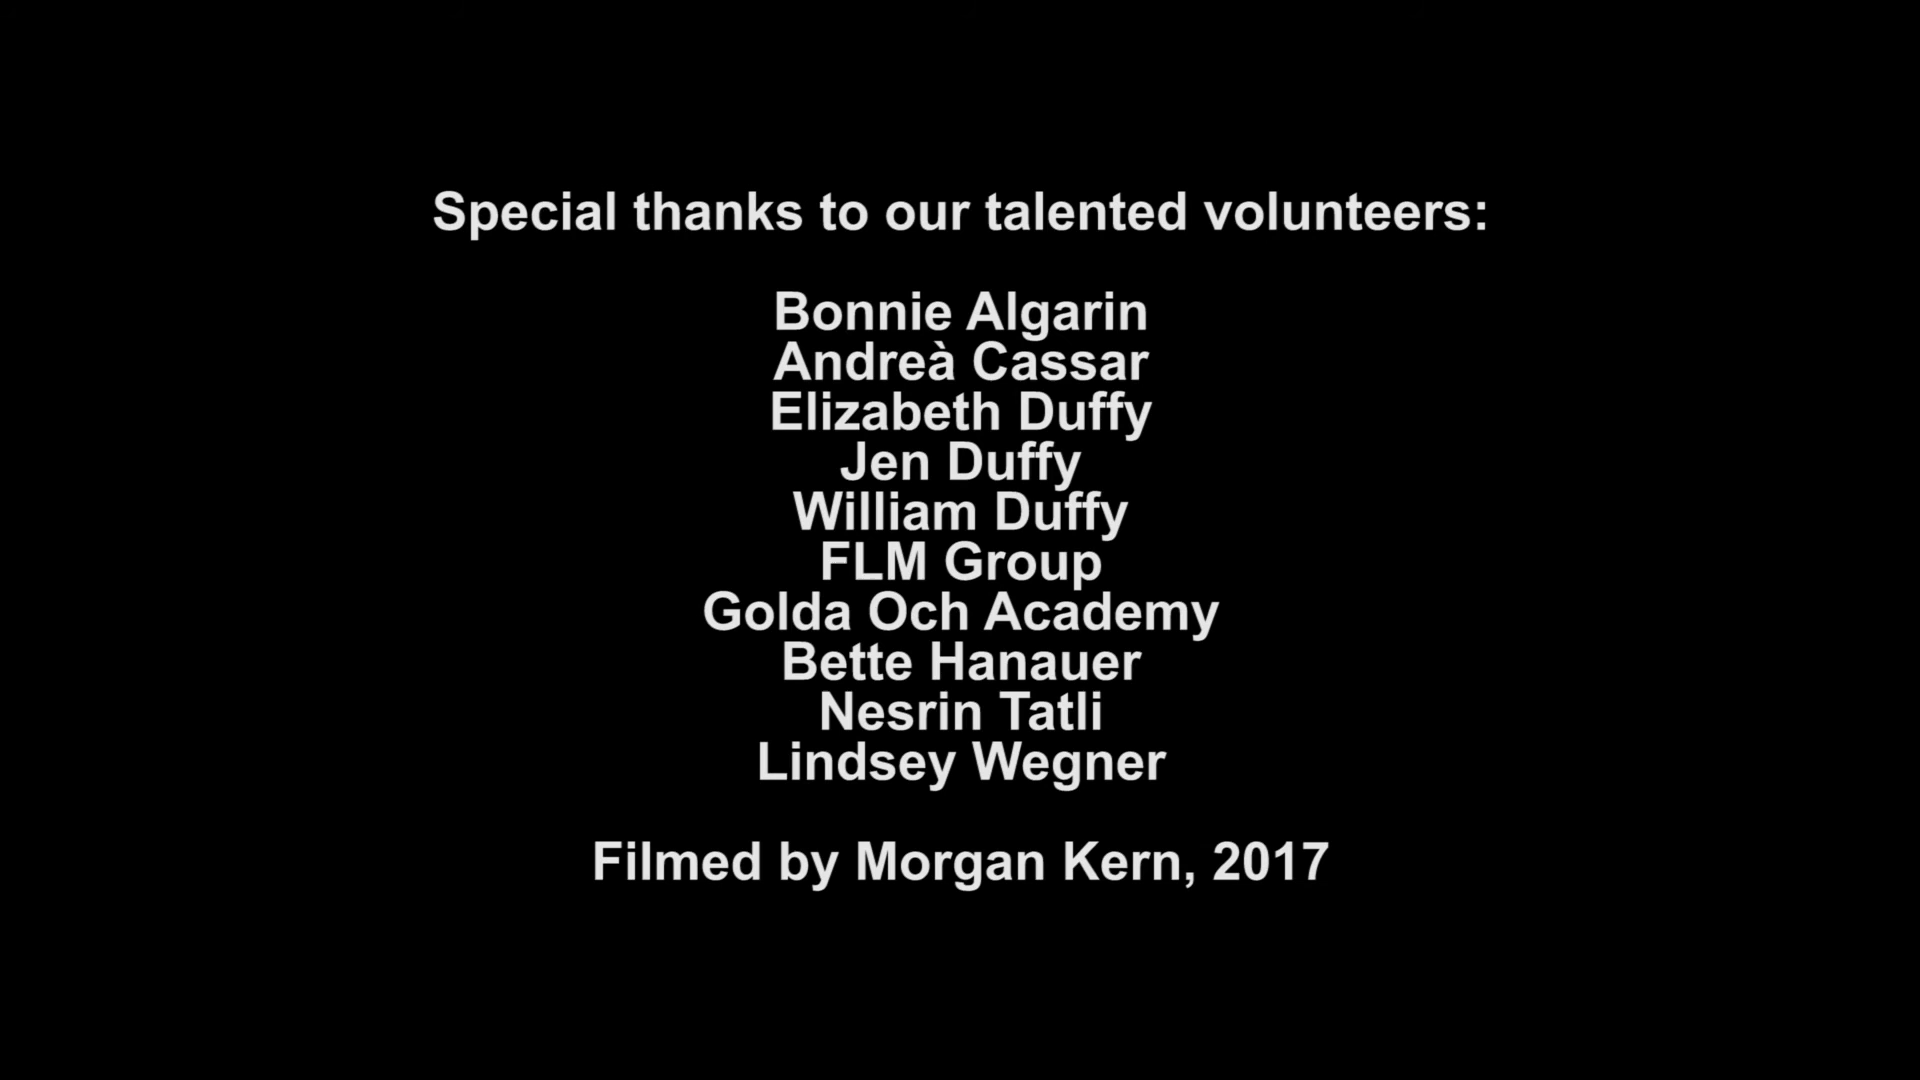 Special thanks to our talented volunteers:
Bonnie Algarin
Andreà Cassar
Elizabeth Duffy
Jen Duffy
William Duffy
FLM Group
Golda Och Academy
Bette Hanauer
Nesrin Tatli
Lindsey Wegner
Filmed by Morgan Kern, 2017